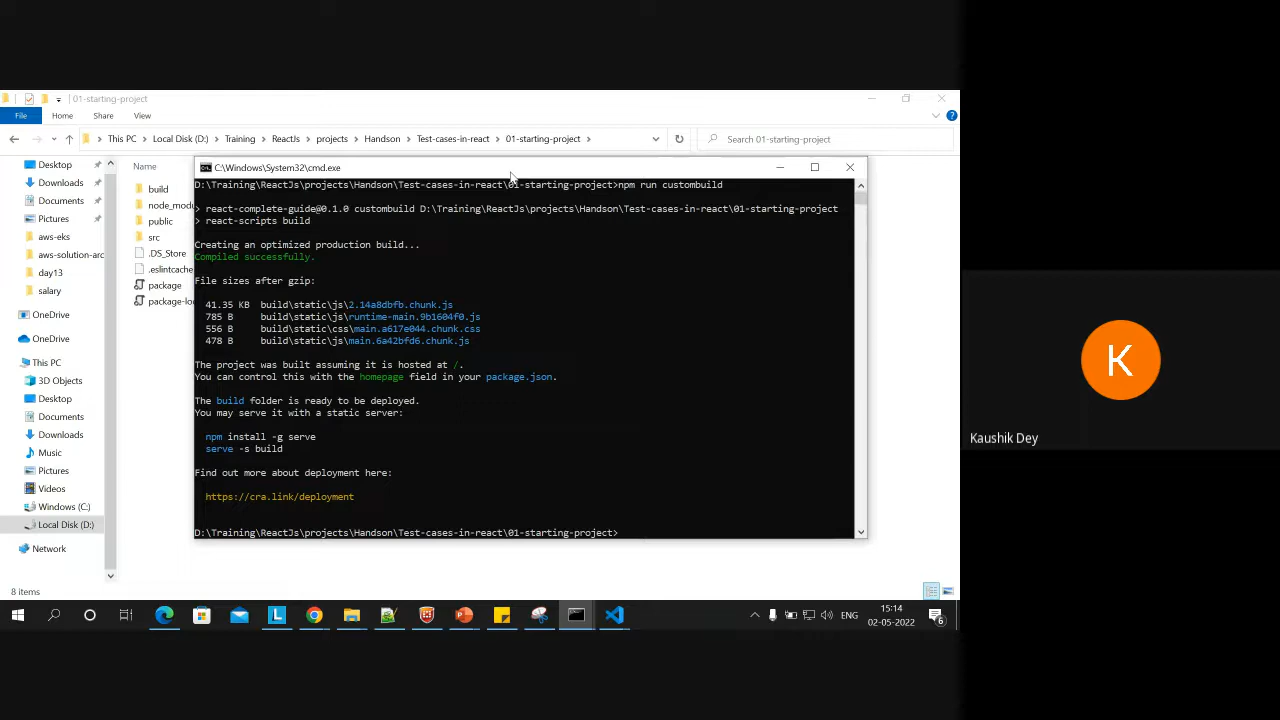 01-starting-project
File Home Share View
This PC Local Disk (D:) Training ReactJs projects Handson Test-cases-in-react 01-starting-project
Search 01-starting-project
Desktop
Downloads
Documents
Pictures
aws-eks
aws-solution-arc
day13
salary
OneDrive
OneDrive
This PC
3D Objects
Desktop
Documents
Downloads
Music
Pictures
Videos
Windows (C:)
Local Disk (D:)
Network
Name
build
node_modu
public
src
.DS_Store
.eslintcache
package
package-loc
8 items
C:\Windows\System32\cmd.exe
D:\Training\ReactJs\projects\Handson\Test-cases-in-react\01-starting-project>npm run custombuild
> react-complete-guide@0.1.0 custombuild D:\Training\ReactJs\projects\Handson\Test-cases-in-react\01-starting-project
> react-scripts build
Creating an optimized production build...
Compiled successfully.
File sizes after gzip:
41.35 KB build\static\js\2.14a8dbfb.chunk.js
785 B build\static\js\runtime-main.9b1604f0.js
556 B build\static\css\main.a617e044.chunk.css
478 B build\static\js\main.6a42bfd6.chunk.js
The project was built assuming it is hosted at /.
You can control this with the homepage field in your package.json.
The build folder is ready to be deployed.
You may serve it with a static server:
npm install -g serve
serve -s build
Find out more about deployment here:
https://cra.link/deployment
D:\Training\ReactJs\projects\Handson\Test-cases-in-react\01-starting-project>
ENG
15:14
02-05-2022
6
K
Kaushik Dey